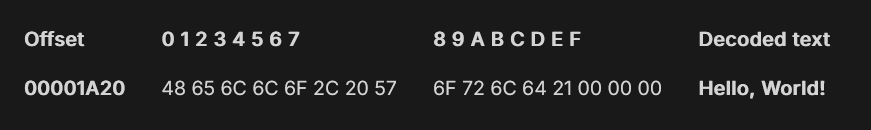 Offset 0 1 2 3 4 5 6 7 8 9 A B C D E F Decoded text
00001A20 48 65 6C 6C 6F 2C 20 57 6F 72 6C 64 21 00 00 00 Hello, World!